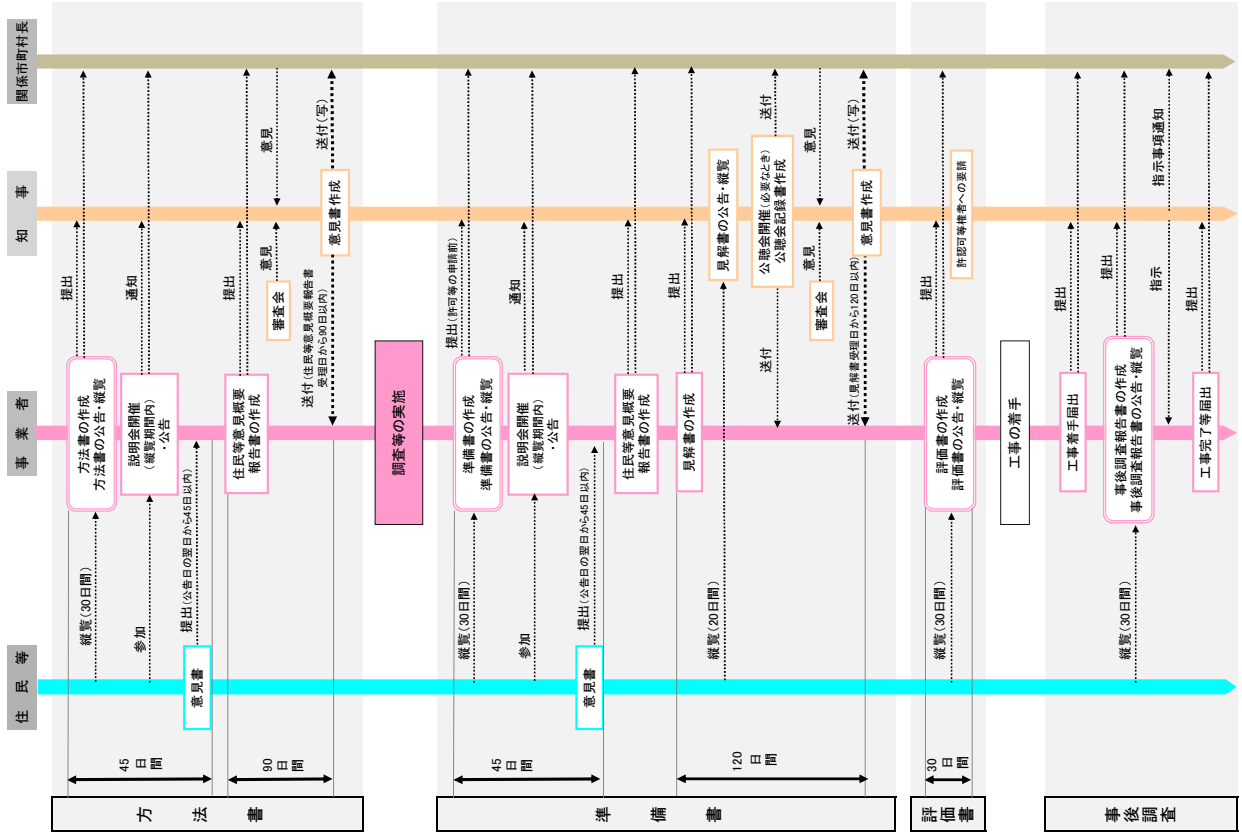 住 民 等
事 業 者
知 事
関係市町村長
方 法 書
45
日
間
縦覧(30日間)
方法書の作成
方法書の公告・縦覧
提出
参加
説明会開催
(縦覧期間内)
・公告
通知
意見書
提出(公告日の翌日から45日以内)
90
日
間
住民等意見概要
報告書の作成
提出
審査会
意見
意見
送付(住民等意見概要報告書
受理日から90日以内)
意見書作成
送付(写)
調査等の実施
準 備 書
45
日
間
縦覧(30日間)
準備書の作成
準備書の公告・縦覧
提出(許可等の申請前)
参加
説明会開催
(縦覧期間内)
・公告
通知
意見書
提出(公告日の翌日から45日以内)
住民等意見概要
報告書の作成
提出
120
日
間
見解書の作成
提出
縦覧(20日間)
見解書の公告・縦覧
送付
公聴会開催(必要なとき)
公聴会記録書作成
送付
審査会
意見
意見
送付(見解書受理日から120日以内)
意見書作成
送付(写)
評価書
30
日
間
縦覧(30日間)
評価書の作成
評価書の公告・縦覧
提出
許認可等権者への要請
工事の着手
事後調査
工事着手届出
提出
縦覧(30日間)
事後調査報告書の作成
事後調査報告書の公告・縦覧
提出
指示
指示事項通知
工事完了等届出
提出